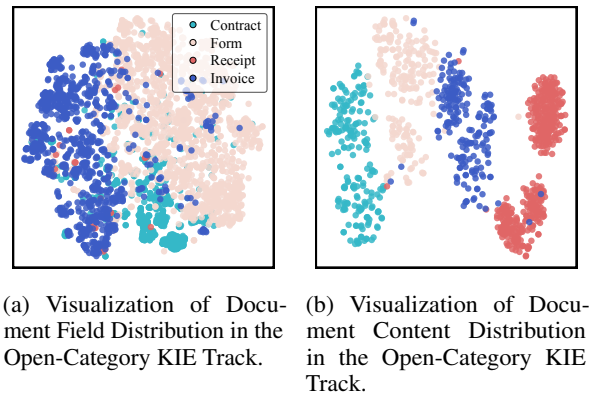 Contract
Form
Receipt
Invoice
(a) Visualization of Docu-
ment Field Distribution in the
Open-Category KIE Track.
(b) Visualization of Docu-
ment Content Distribution
in the Open-Category KIE
Track.